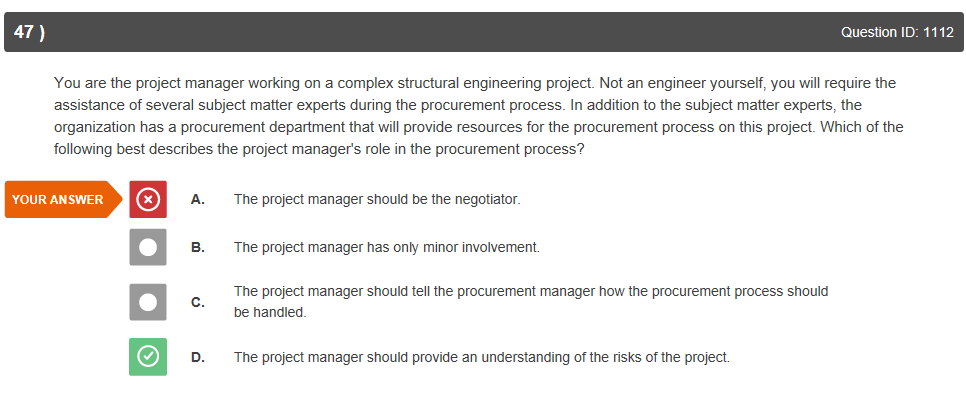 47 )
Question ID: 1112
You are the project manager working on a complex structural engineering project. Not an engineer yourself, you will require the
assistance of several subject matter experts during the procurement process. In addition to the subject matter experts, the
organization has a procurement department that will provide resources for the procurement process on this project. Which of the
following best describes the project manager's role in the procurement process?
YOUR ANSWER
A. The project manager should be the negotiator.
B. The project manager has only minor involvement.
C. The project manager should tell the procurement manager how the procurement process should
be handled.
D. The project manager should provide an understanding of the risks of the project.